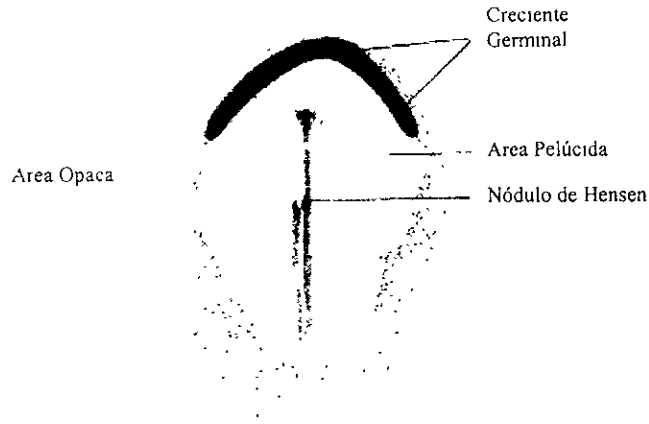 Creciente
Germinal
Area Pelúcida
Area Opaca
Nódulo de Hensen